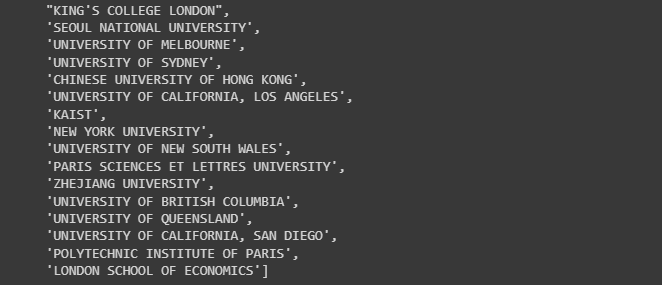 "KING'S COLLEGE LONDON",
'SEOUL NATIONAL UNIVERSITY',
'UNIVERSITY OF MELBOURNE',
'UNIVERSITY OF SYDNEY',
'CHINESE UNIVERSITY OF HONG KONG',
'UNIVERSITY OF CALIFORNIA, LOS ANGELES',
'KAIST',
'NEW YORK UNIVERSITY',
'UNIVERSITY OF NEW SOUTH WALES',
'PARIS SCIENCES ET LETTRES UNIVERSITY',
'ZHEJIANG UNIVERSITY',
'UNIVERSITY OF BRITISH COLUMBIA',
'UNIVERSITY OF QUEENSLAND',
'UNIVERSITY OF CALIFORNIA, SAN DIEGO',
'POLYTECHNIC INSTITUTE OF PARIS',
'LONDON SCHOOL OF ECONOMICS']